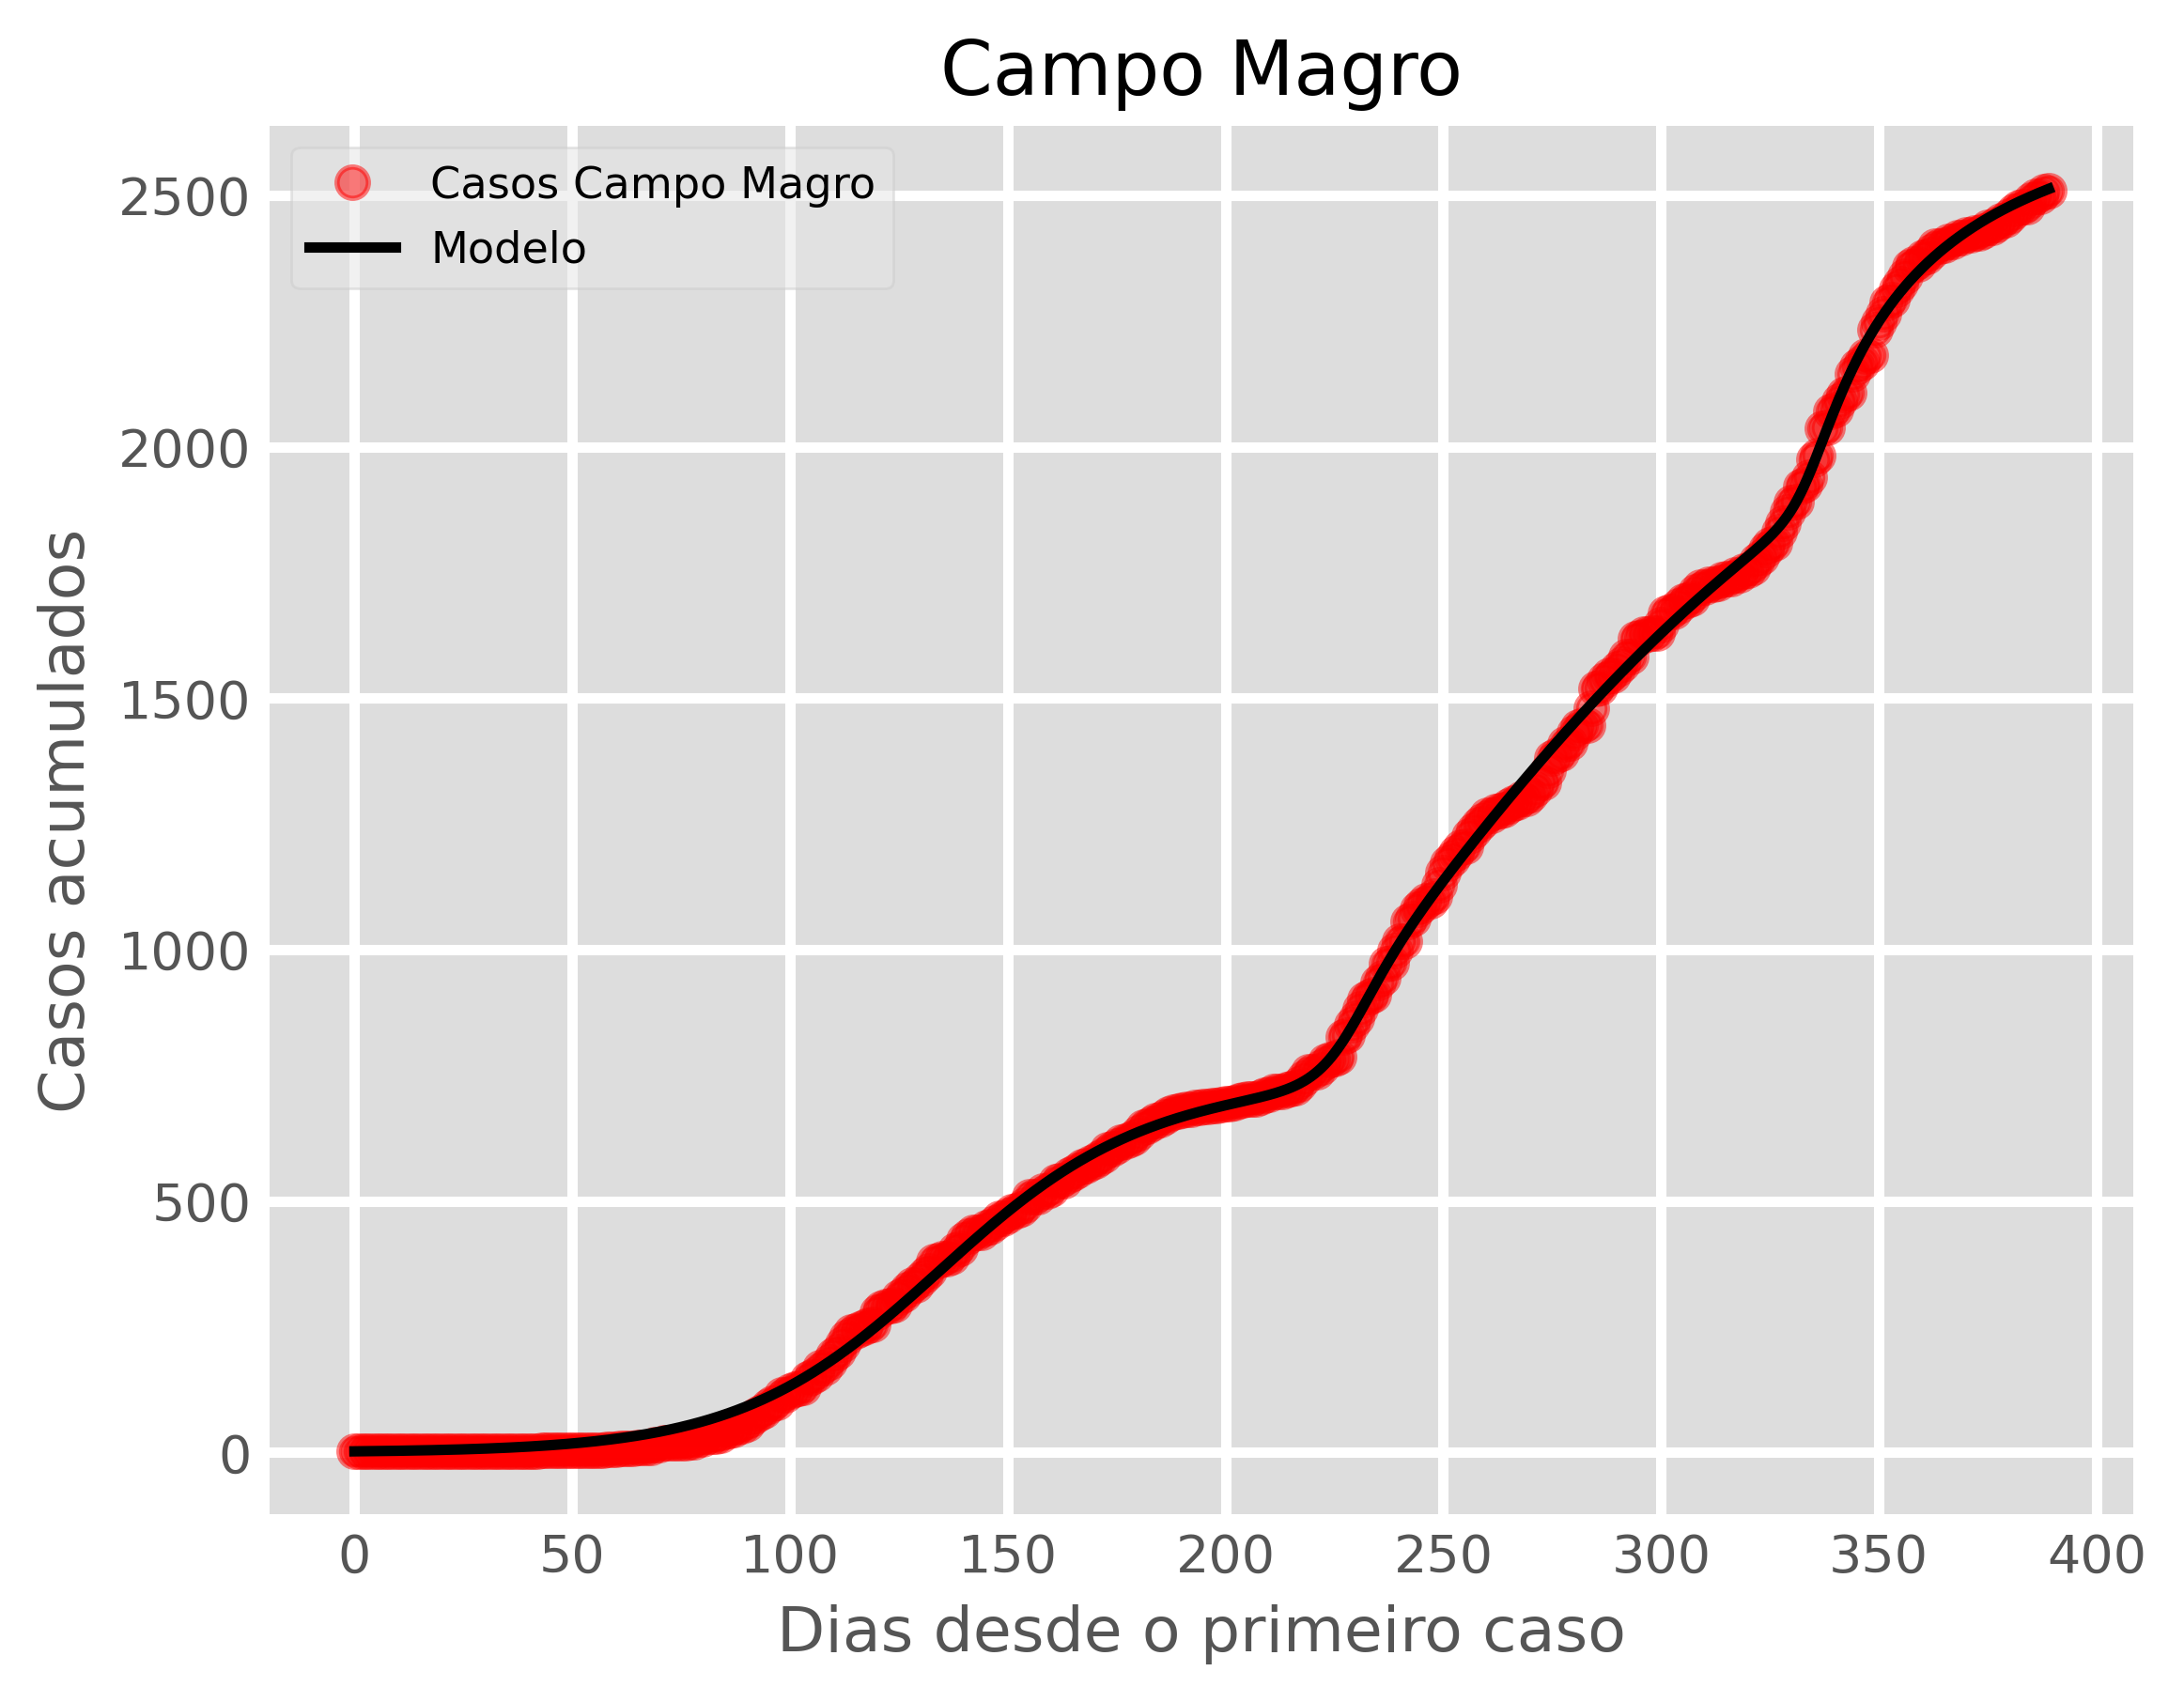 Campo Magro
Casos Campo Magro
Modelo
Casos acumulados
2500
2000
1500
1000
500
0
0 50 100 150 200 250 300 350 400
Dias desde o primeiro caso